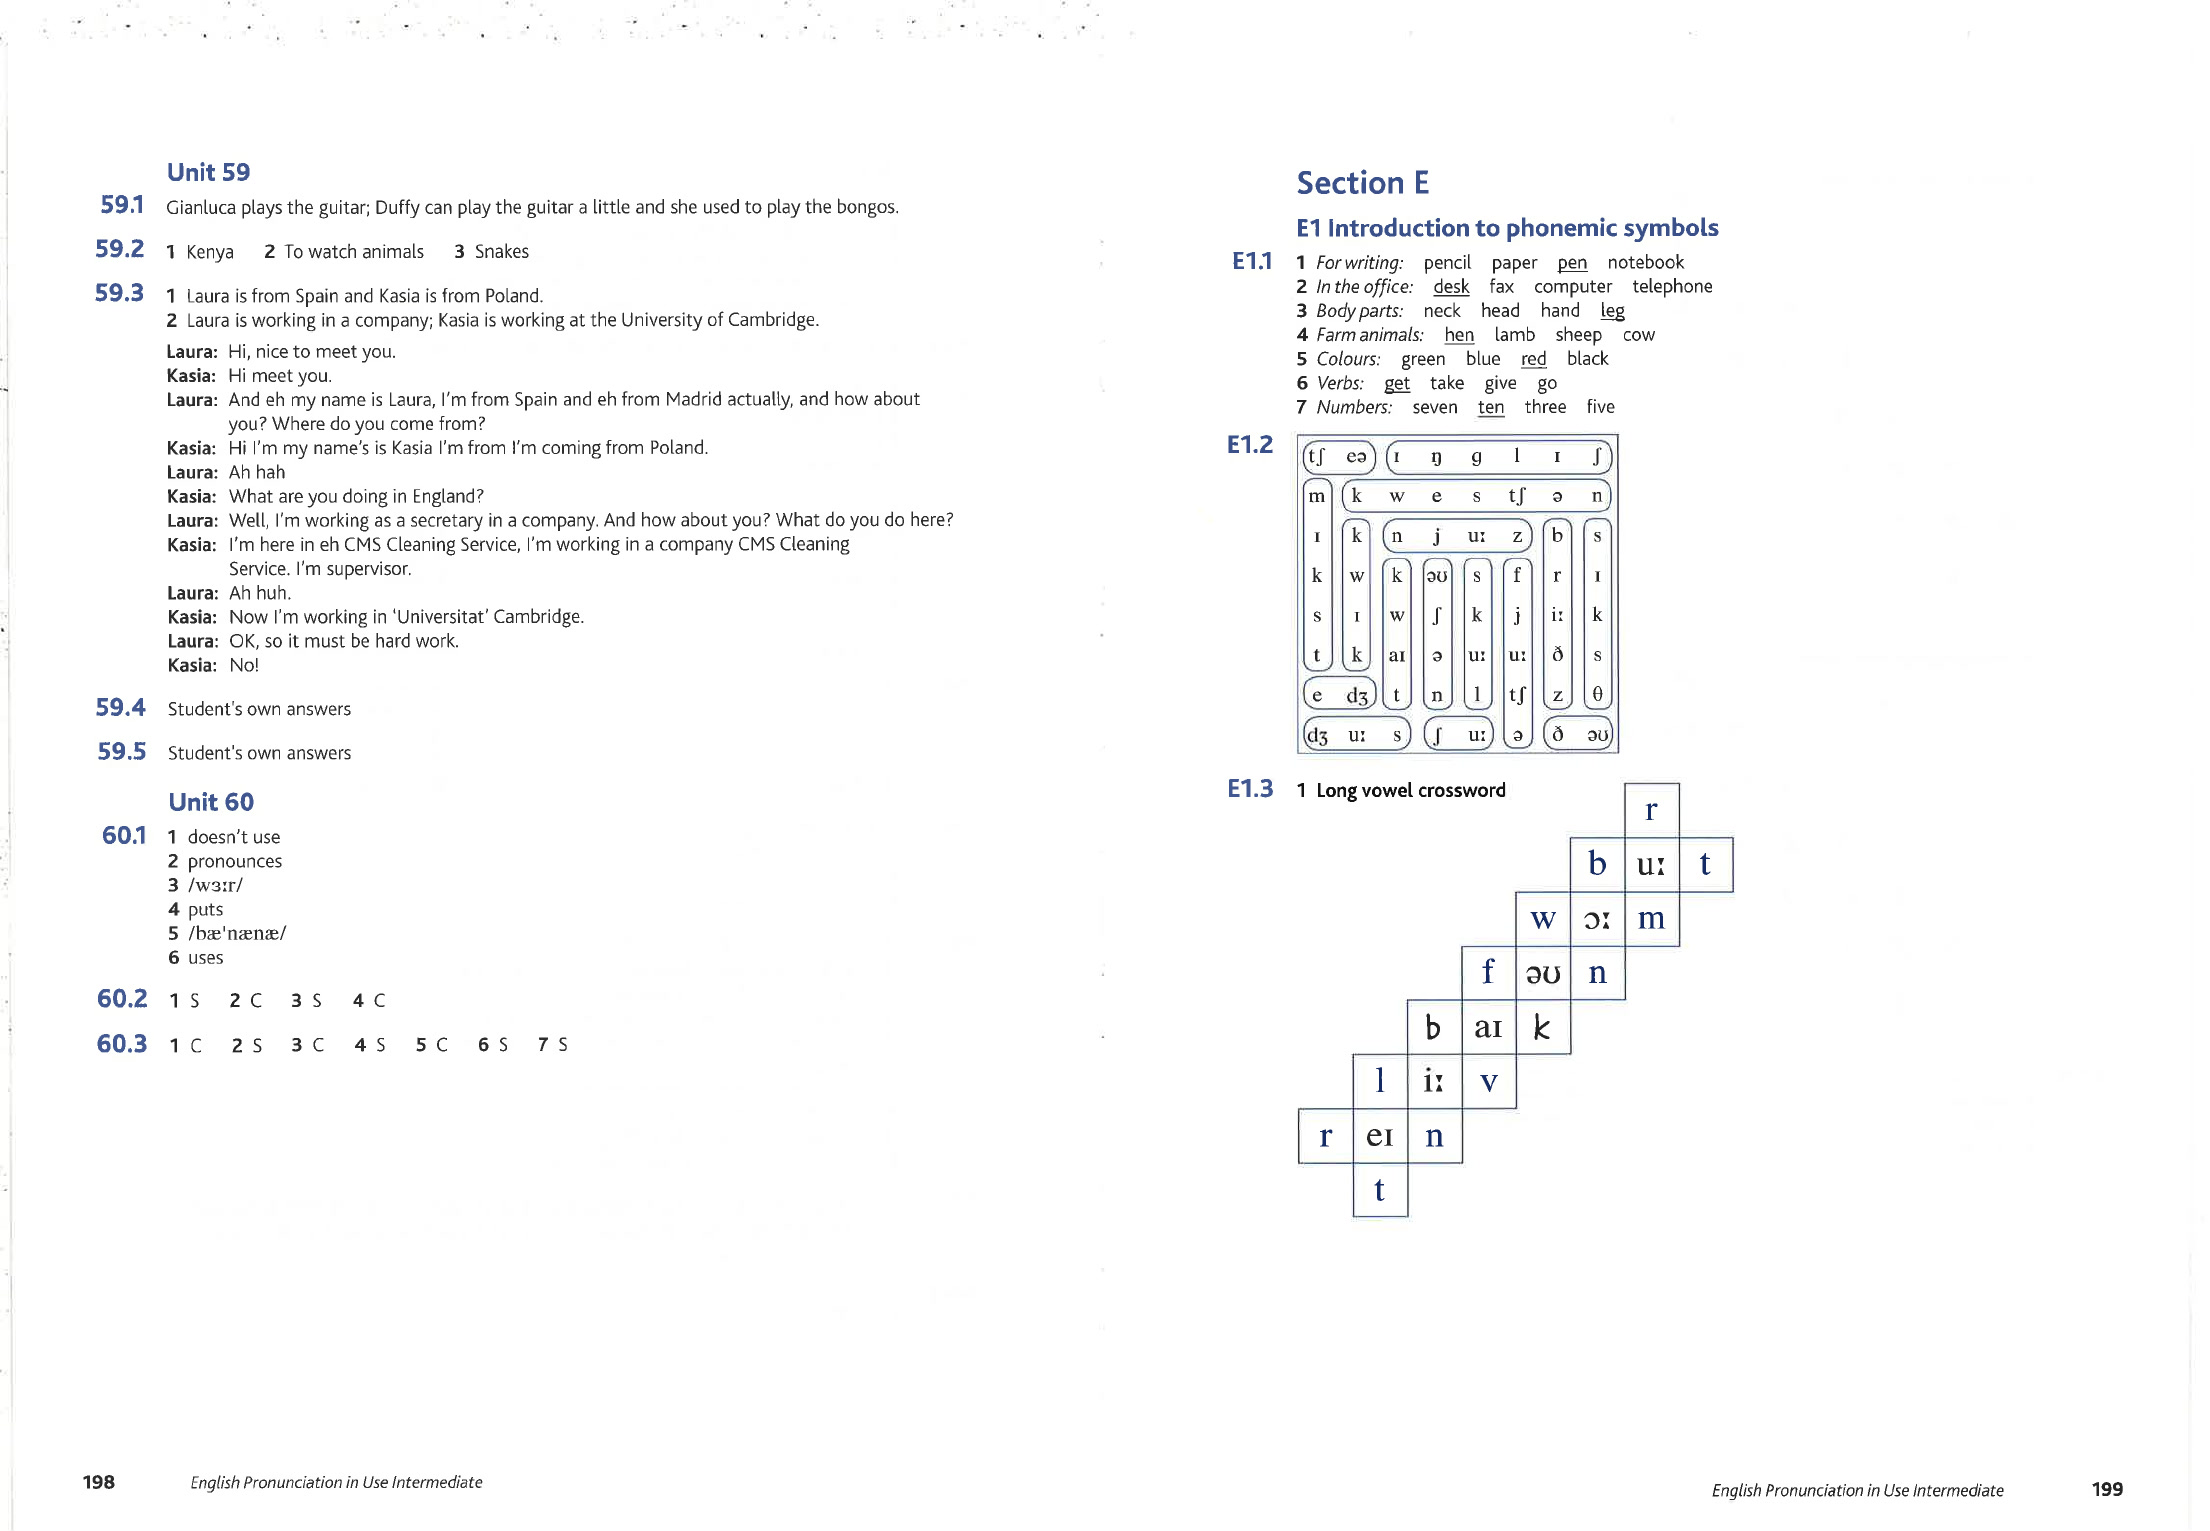 Unit 59
59.1 Gianluca plays the guitar; Duffy can play the guitar a little and she used to play the bongos.
59.2 1 Kenya 2 To watch animals 3 Snakes
59.3 1 Laura is from Spain and Kasia is from Poland.
2 Laura is working in a company; Kasia is working at the University of Cambridge.
Laura: Hi, nice to meet you.
Kasia: Hi meet you.
Laura: And eh my name is Laura, I'm from Spain and eh from Madrid actually, and how about
you? Where do you come from?
Kasia: Hi I'm my name's is Kasia I'm from I'm coming from Poland.
Laura: Ah hah
Kasia: What are you doing in England?
Laura: Well, I'm working as a secretary in a company. And how about you? What do you do here?
Kasia: I'm here in eh CMS Cleaning Service, I'm working in a company CMS Cleaning
Service. I'm supervisor.
Laura: Ah huh.
Kasia: Now I'm working in 'Universitat' Cambridge.
Laura: OK, so it must be hard work.
Kasia: No!
59.4 Student's own answers
59.5 Student's own answers
Unit 60
60.1 1 doesn't use
2 pronounces
3 /wɜːr/
4 puts
5 /bæˈnænæ/
6 uses
60.2 1 S 2 C 3 S 4 C
60.3 1 C 2 S 3 C 4 S 5 C 6 S 7 S
198 English Pronunciation in Use Intermediate
Section E
E1 Introduction to phonemic symbols
E1.1 1 For writing: pencil paper pen notebook
2 In the office: desk fax computer telephone
3 Body parts: neck head hand leg
4 Farm animals: hen lamb sheep cow
5 Colours: green blue red black
6 Verbs: get take give go
7 Numbers: seven ten three five
E1.2 tʃ eə ɪ ŋ g l ɪ ʃ
m k w e s tʃ ə n
ɪ k n j uː z b s
k w k əʊ s f r ɪ
s ɪ w ʃ k j iː k
t k aɪ ə uː uː ð s
e dʒ t n l tʃ z θ
dʒ uː s ʃ uː ə ð əʊ
E1.3 1 Long vowel crossword
r
b uː t
w ɔː m
f əʊ n
b aɪ k
l iː v
r eɪ n
t
English Pronunciation in Use Intermediate 199